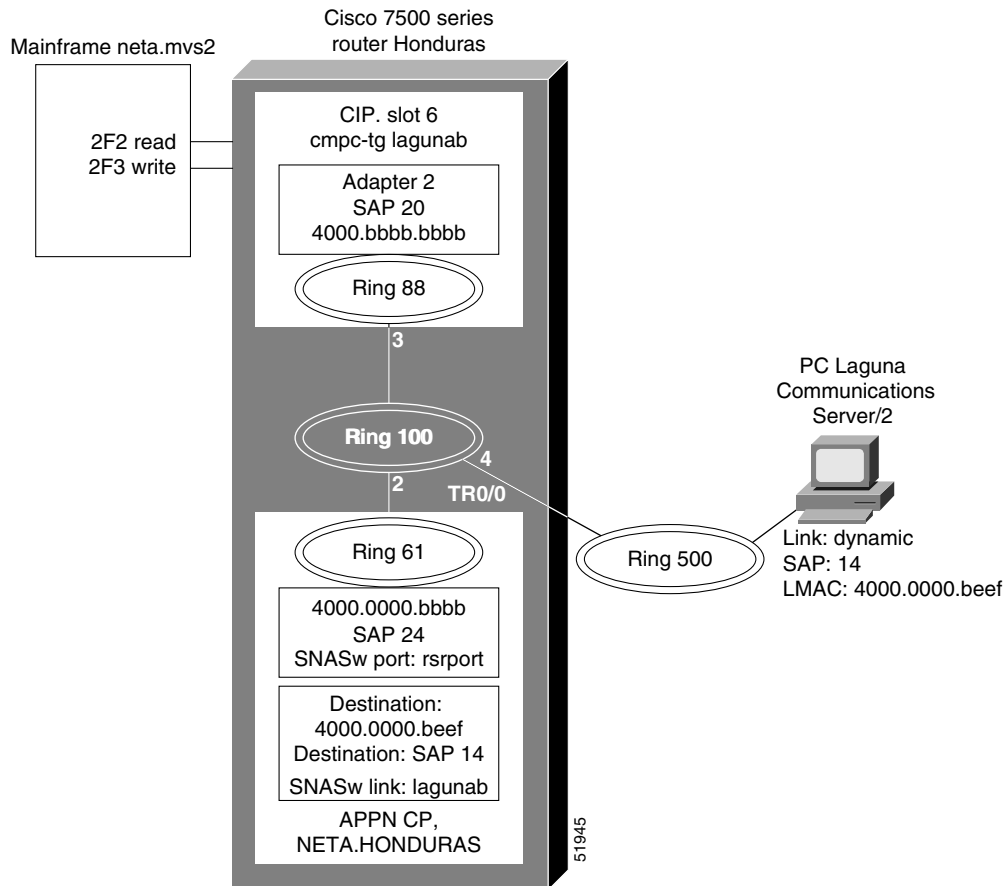 Cisco 7500 series
router Honduras
Mainframe neta.mvs2
2F2 read
2F3 write
CIP. slot 6
cmpc-tg lagunab
Adapter 2
SAP 20
4000.bbbb.bbbb
Ring 88
3
Ring 100
4
2
TR0/0
PC Laguna
Communications
Server/2
Link: dynamic
SAP: 14
LMAC: 4000.0000.beef
Ring 500
Ring 61
4000.0000.bbbb
SAP 24
SNASw port: rsrport
Destination:
4000.0000.beef
Destination: SAP 14
SNASw link: lagunab
APPN CP,
NETA.HONDURAS
51945